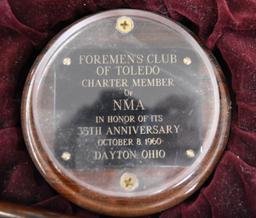 FOREMEN'S CLUB
OF TOLEDO
CHARTER MEMBER
OF
NMA
IN HONOR OF ITS
35TH ANNIVERSARY
OCTOBER 8, 1960
DAYTON OHIO